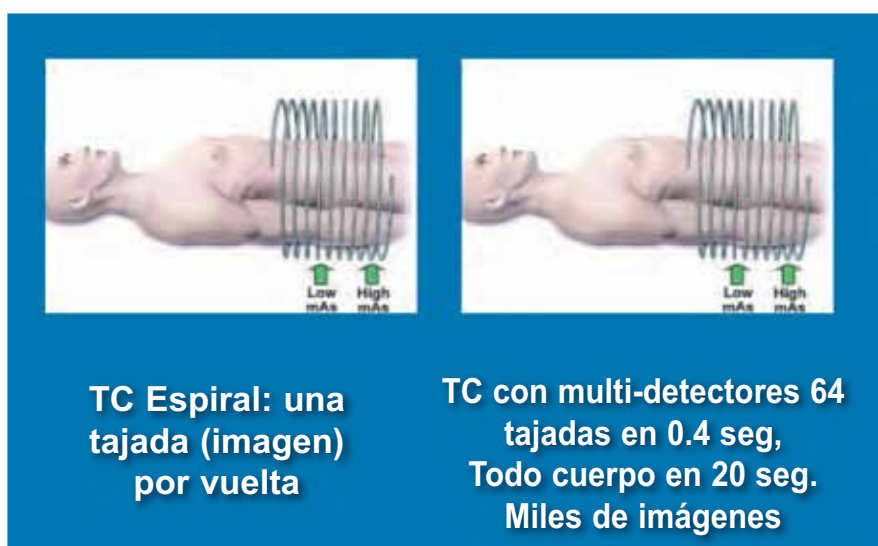 Low High
mAs mAs
Low High
mAs mAs
TC Espiral: una
tajada (imagen)
por vuelta
TC con multi-detectores 64
tajadas en 0.4 seg,
Todo cuerpo en 20 seg.
Miles de imágenes